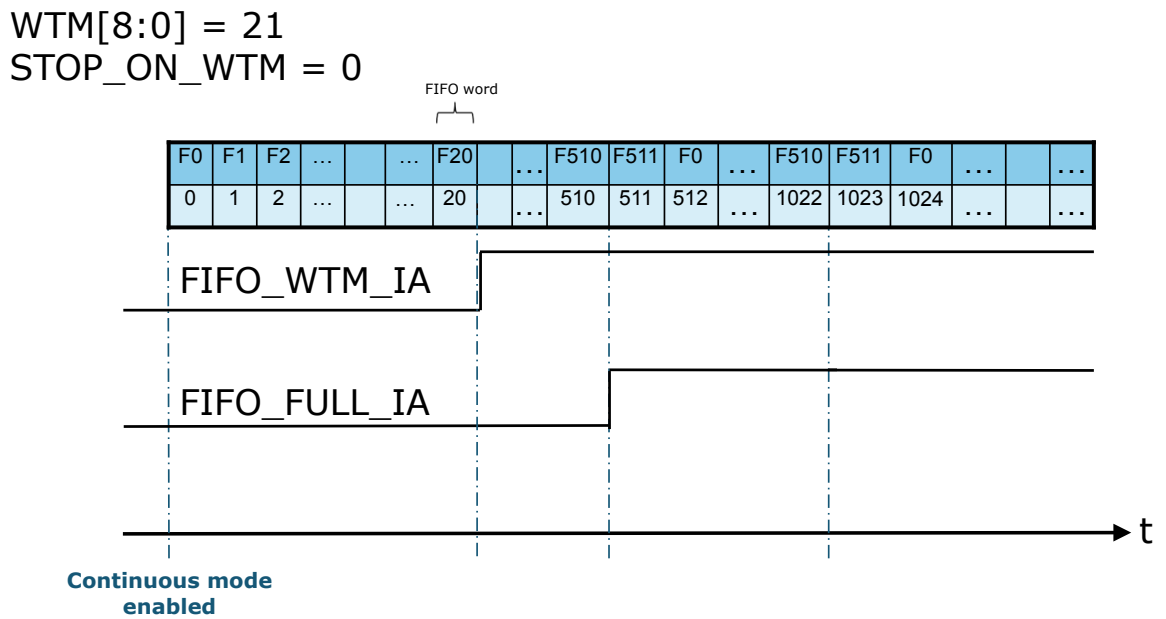 WTM[8:0] = 21
STOP_ON_WTM = 0
FIFO word
F0 F1 F2 ... ... F20 ... F510 F511 F0 ... F510 F511 F0 ... ...
0 1 2 ... ... 20 ... 510 511 512 ... 1022 1023 1024 ... ...
FIFO_WTM_IA
FIFO_FULL_IA
t
Continuous mode
enabled